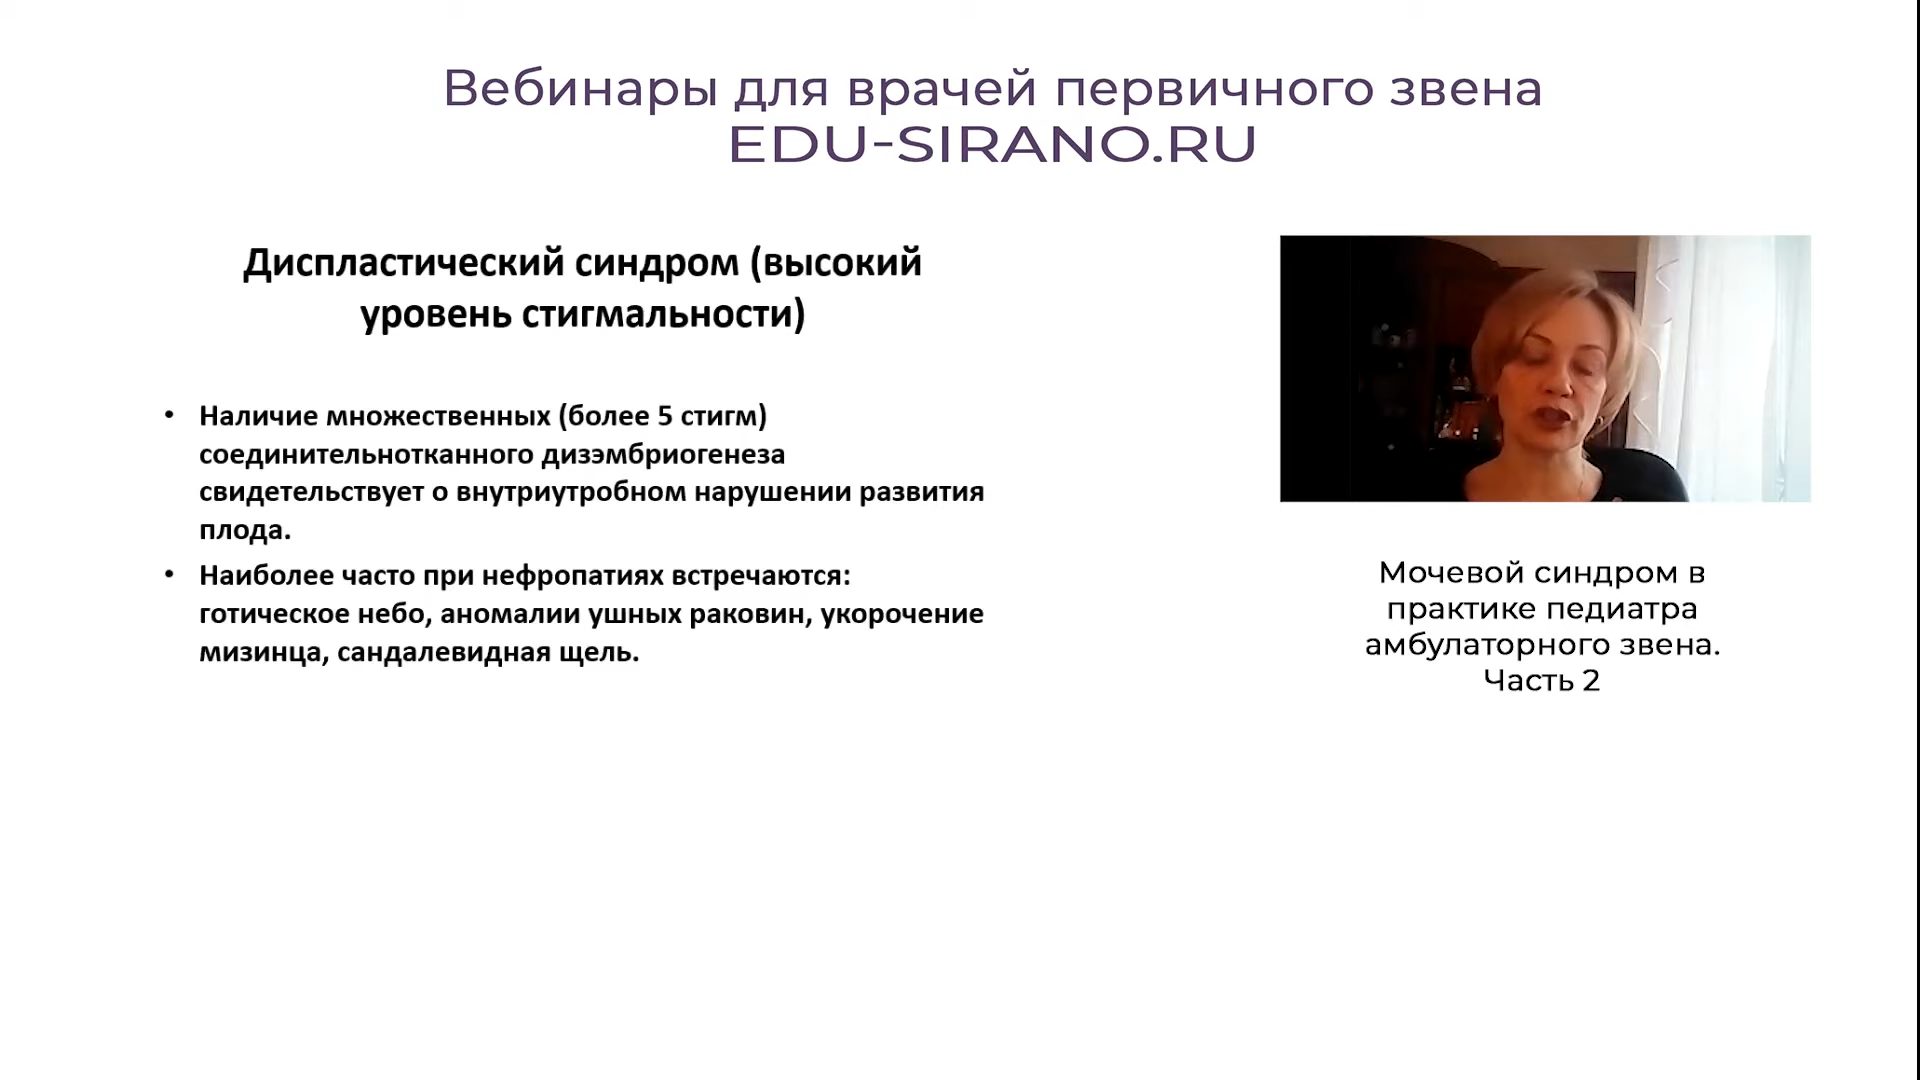 Вебинары для врачей первичного звена
EDU-SIRANO.RU
Диспластический синдром (высокий
уровень стигмальности)
• Наличие множественных (более 5 стигм)
соединительнотканного дизэмбриогенеза
свидетельствует о внутриутробном нарушении развития
плода.
• Наиболее часто при нефропатиях встречаются:
готическое небо, аномалии ушных раковин, укорочение
мизинца, сандалевидная щель.
Мочевой синдром в
практике педиатра
амбулаторного звена.
Часть 2